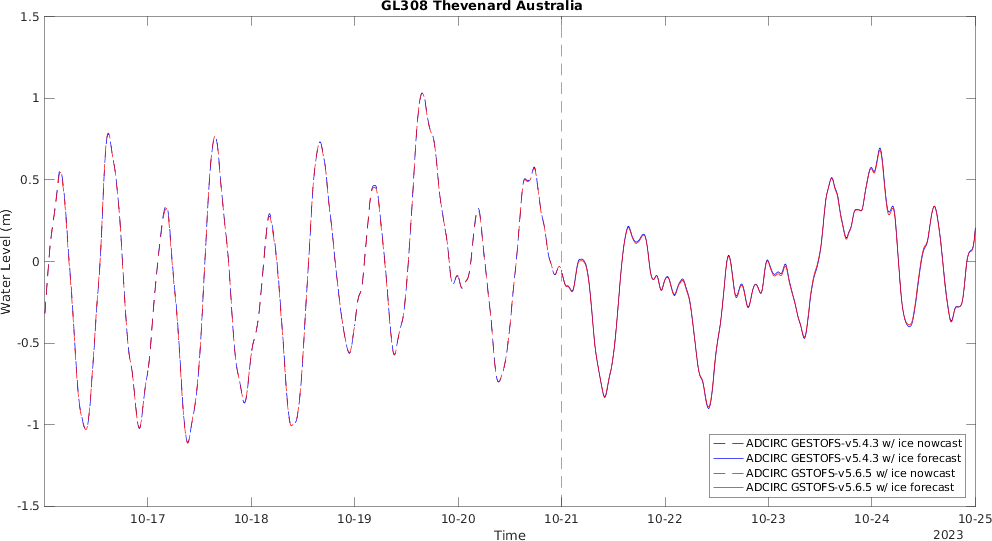 GL308 Thevenard Australia
1.5
1
0.5
0
-0.5
-1
-1.5
Water Level (m)
10-17 10-18 10-19 10-20 10-21 10-22 10-23 10-24 10-25
Time
2023
ADCIRC GESTOFS-v5.4.3 w/ ice nowcast
ADCIRC GESTOFS-v5.4.3 w/ ice forecast
ADCIRC GSTOFS-v5.6.5 w/ ice nowcast
ADCIRC GSTOFS-v5.6.5 w/ ice forecast